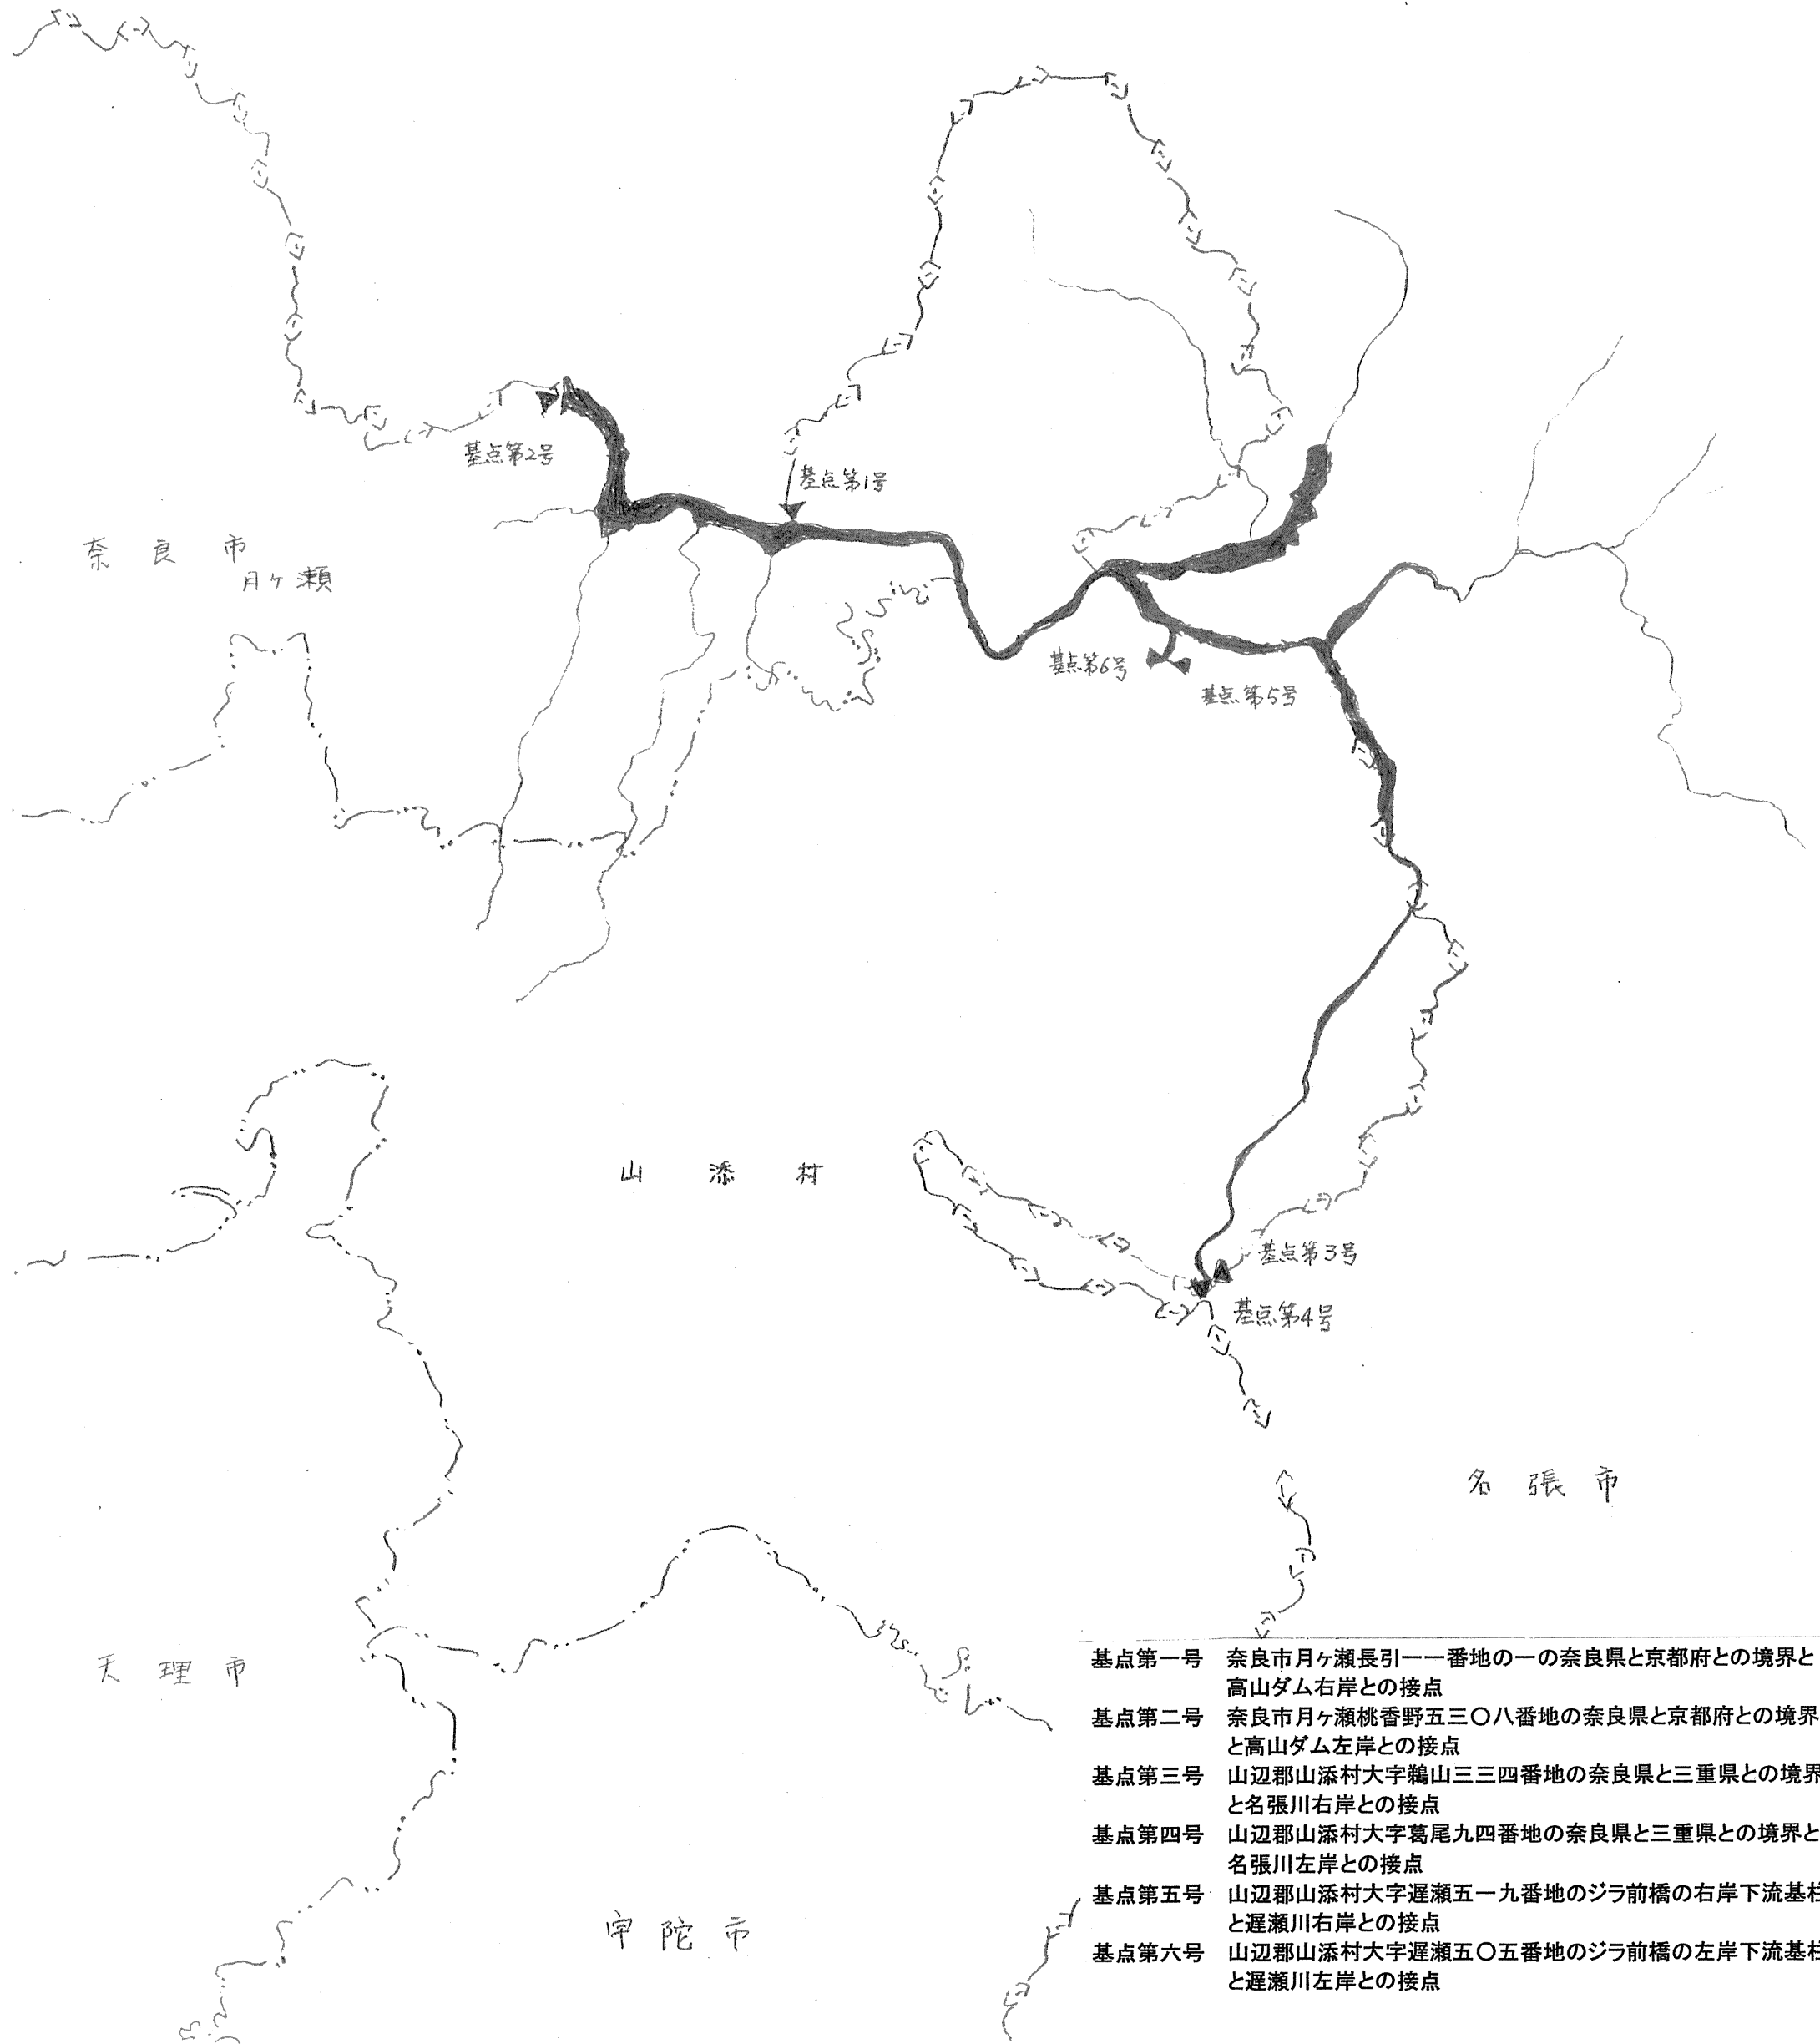 基点第2号
基点第1号
奈良市
月ヶ瀬
基点第6号
基点第5号
山添村
基点第3号
基点第4号
名張市
天理市
宇陀市
基点第一号 奈良市月ヶ瀬長引一一番地の一の奈良県と京都府との境界と
高山ダム右岸との接点
基点第二号 奈良市月ヶ瀬桃香野五三〇八番地の奈良県と京都府との境界
と高山ダム左岸との接点
基点第三号 山辺郡山添村大字鵜山三三四番地の奈良県と三重県との境界
と名張川右岸との接点
基点第四号 山辺郡山添村大字葛尾九四番地の奈良県と三重県との境界と
名張川左岸との接点
基点第五号 山辺郡山添村大字遅瀬五一九番地のジラ前橋の右岸下流基柱
と遅瀬川右岸との接点
基点第六号 山辺郡山添村大字遅瀬五〇五番地のジラ前橋の左岸下流基柱
と遅瀬川左岸との接点